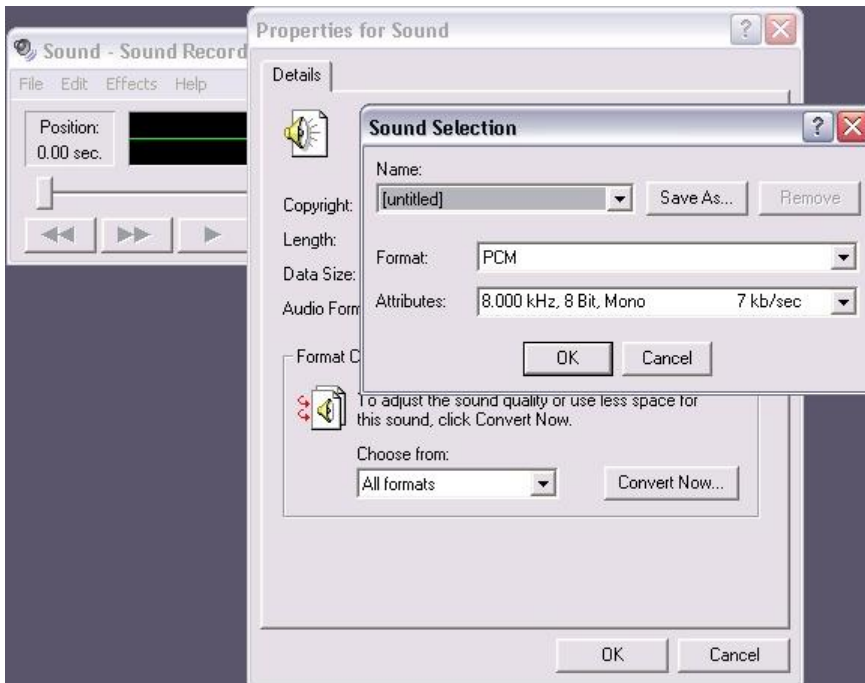 Sound - Sound Record
File Edit Effects Help
Position:
0.00 sec.
Properties for Sound
Details
Copyright:
Length:
Data Size:
Audio Form
Format C
To adjust the sound quality or use less space for
this sound, click Convert Now.
Choose from:
All formats
Convert Now...
OK Cancel
Sound Selection
Name:
[untitled]
Save As... Remove
Format: PCM
Attributes: 8.000 kHz, 8 Bit, Mono 7 kb/sec
OK Cancel